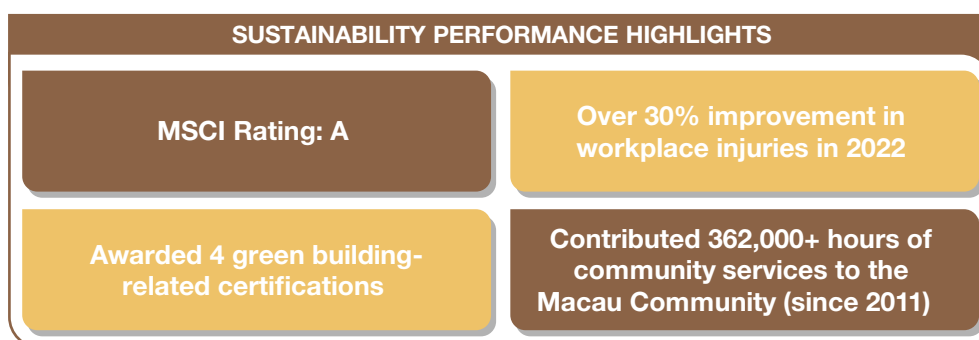 SUSTAINABILITY PERFORMANCE HIGHLIGHTS
MSCI Rating: A
Over 30% improvement in
workplace injuries in 2022
Awarded 4 green building-
related certifications
Contributed 362,000+ hours of
community services to the
Macau Community (since 2011)